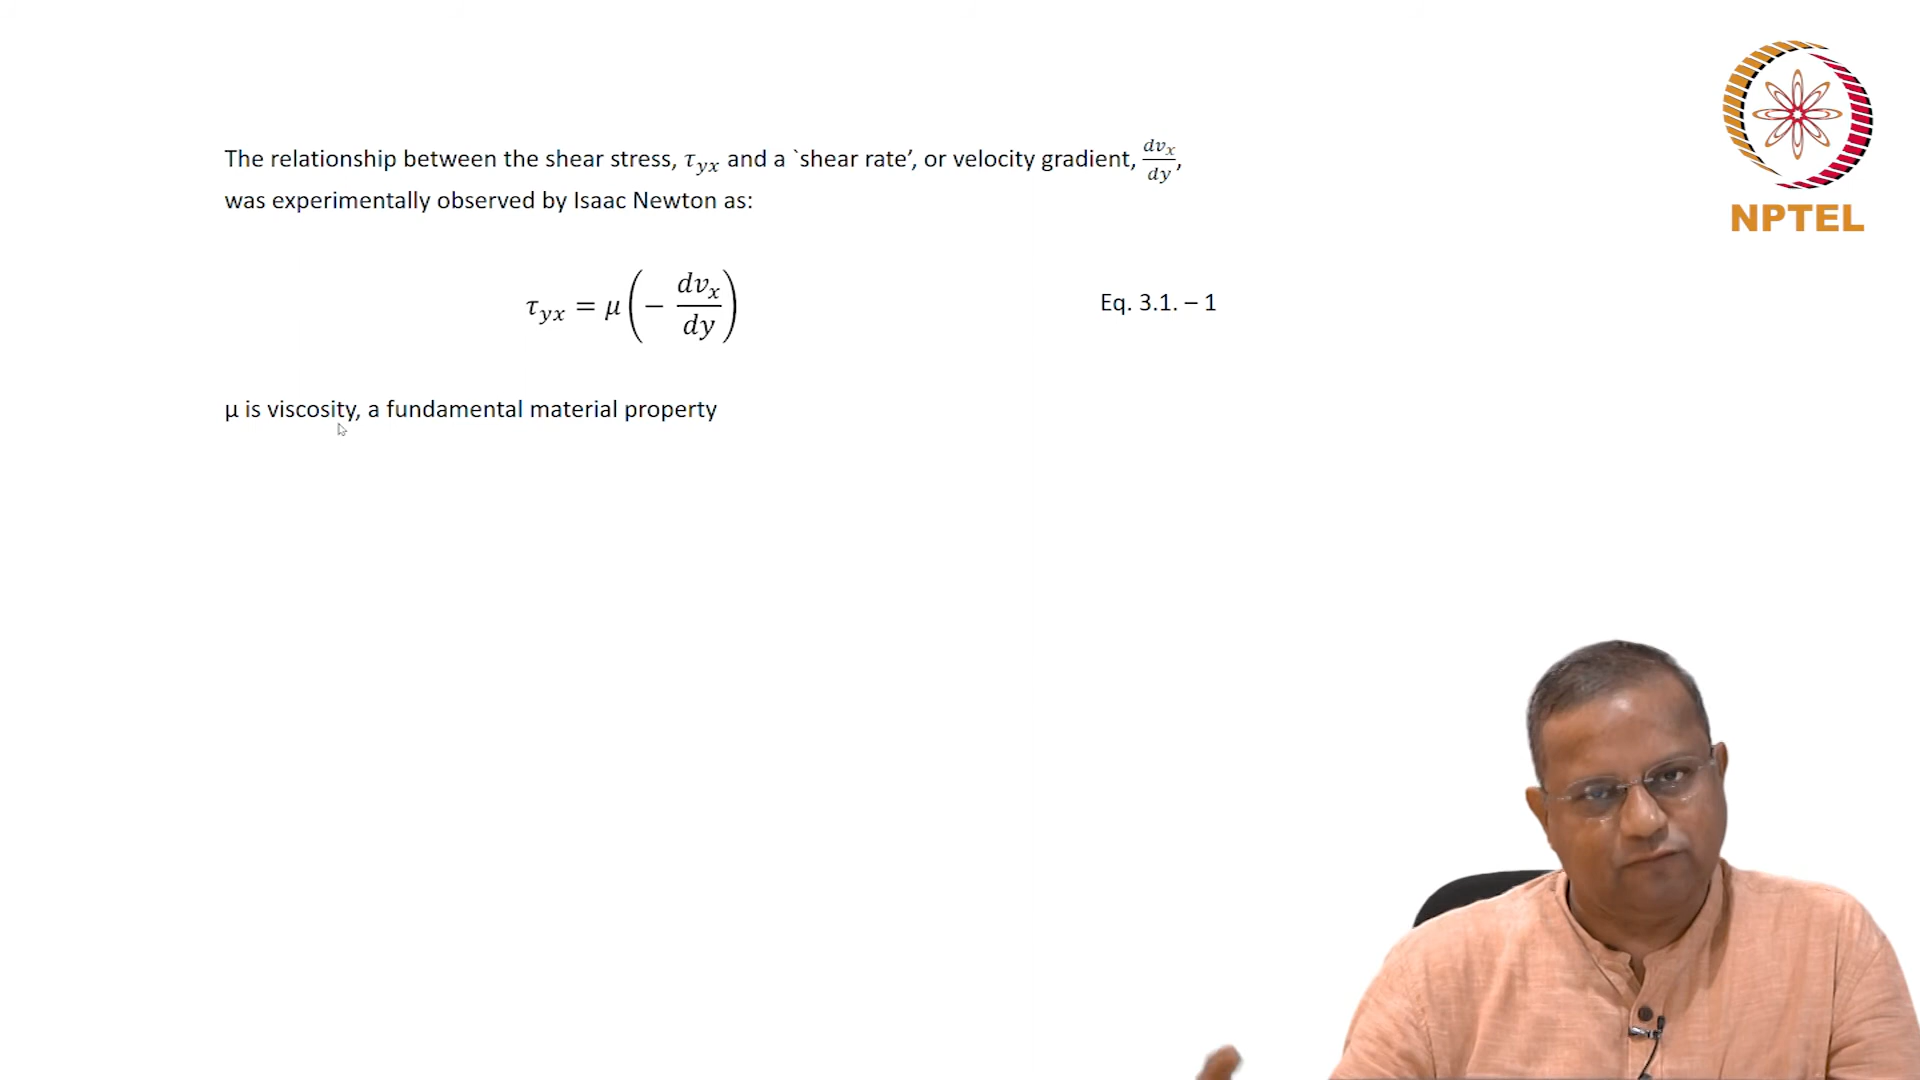 The relationship between the shear stress, τyx and a `shear rate’, or velocity gradient, dvx/dy,
was experimentally observed by Isaac Newton as:
τyx = μ(− dvx/dy) Eq. 3.1. – 1
μ is viscosity, a fundamental material property
NPTEL